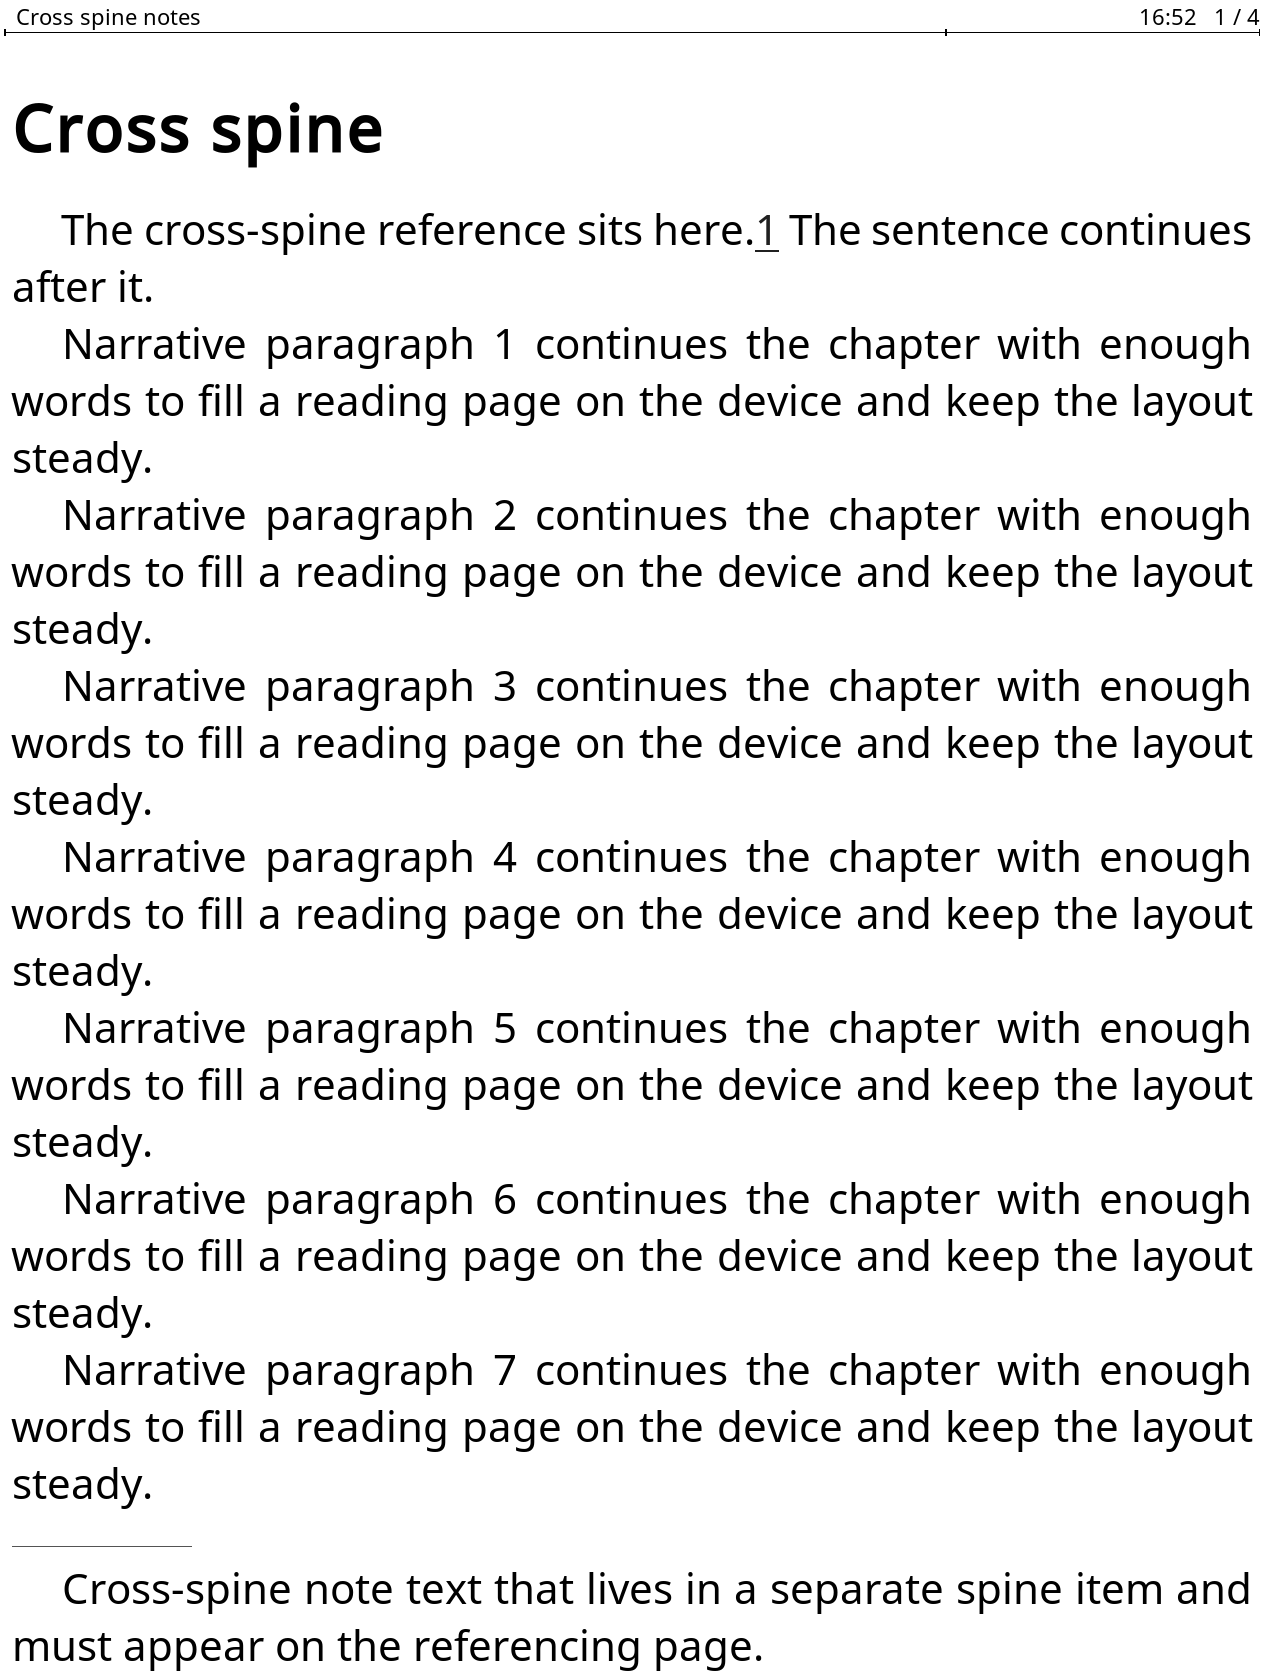 Cross spine notes 16:52 1 / 4
Cross spine
The cross-spine reference sits here.1 The sentence continues
after it.
Narrative paragraph 1 continues the chapter with enough
words to fill a reading page on the device and keep the layout
steady.
Narrative paragraph 2 continues the chapter with enough
words to fill a reading page on the device and keep the layout
steady.
Narrative paragraph 3 continues the chapter with enough
words to fill a reading page on the device and keep the layout
steady.
Narrative paragraph 4 continues the chapter with enough
words to fill a reading page on the device and keep the layout
steady.
Narrative paragraph 5 continues the chapter with enough
words to fill a reading page on the device and keep the layout
steady.
Narrative paragraph 6 continues the chapter with enough
words to fill a reading page on the device and keep the layout
steady.
Narrative paragraph 7 continues the chapter with enough
words to fill a reading page on the device and keep the layout
steady.
Cross-spine note text that lives in a separate spine item and
must appear on the referencing page.